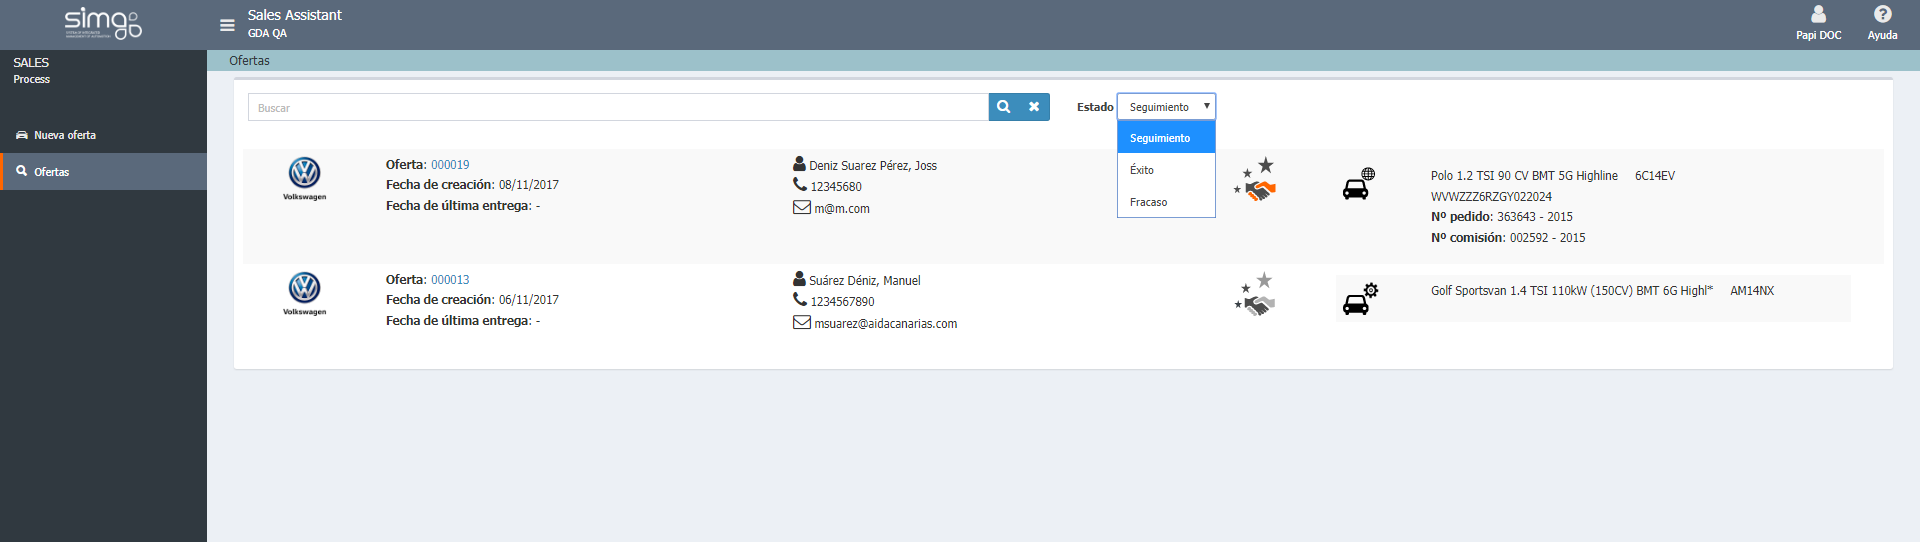 simgo
Sales Assistant
GDA QA
Papi DOC
Ayuda
SALES
Process
Nueva oferta
Ofertas
Ofertas
Buscar
Estado
Seguimiento
Seguimiento
Éxito
Fracaso
Volkswagen
Oferta: 000019
Fecha de creación: 08/11/2017
Fecha de última entrega: -
Deniz Suarez Pérez, Joss
12345680
m@m.com
Polo 1.2 TSI 90 CV BMT 5G Highline 6C14EV
WVWZZZ6RZGY022024
Nº pedido: 363643 - 2015
Nº comisión: 002592 - 2015
Volkswagen
Oferta: 000013
Fecha de creación: 06/11/2017
Fecha de última entrega: -
Suárez Déniz, Manuel
1234567890
msuarez@aidacanarias.com
Golf Sportsvan 1.4 TSI 110kW (150CV) BMT 6G Highl* AM14NX